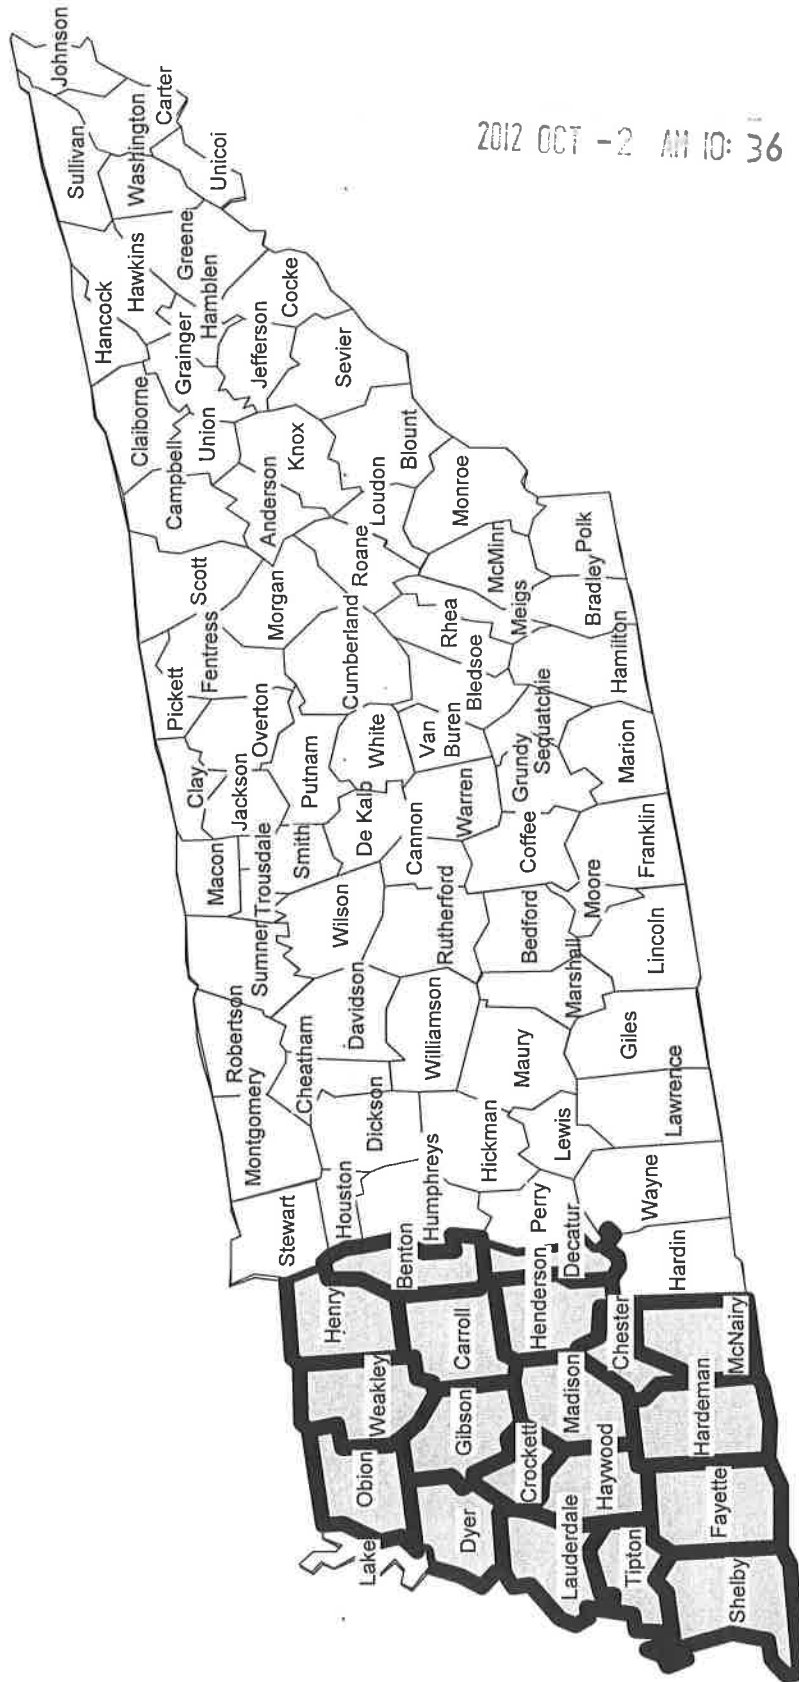 2012 OCT -2 AM 10: 36
Johnson
Sullivan
Carter
Washington
Unicoi
Hancock
Hawkins
Greene
Hamblen
Grainger
Claiborne
Cocke
Jefferson
Union
Campbell
Sevier
Knox
Anderson
Blount
Loudon
Scott
Monroe
Roane
Morgan
Fentress
McMinn
Polk
Cumberland
Meigs
Bradley
Rhea
Pickett
Bledsoe
Hamilton
Overton
White
Van
Buren
Sequatchie
Clay
Putnam
Grundy
Marion
Jackson
De Kalb
Warren
Smith
Cannon
Coffee
Macon
Trousdale
Franklin
Moore
Wilson
Rutherford
Bedford
Sumner
Lincoln
Marshall
Robertson
Davidson
Williamson
Giles
Cheatham
Maury
Montgomery
Dickson
Lawrence
Hickman
Lewis
Houston
Humphreys
Stewart
Perry
Wayne
Decatur
Benton
Hardin
Henderson
Henry
Carroll
Chester
McNairy
Weakley
Madison
Gibson
Hardeman
Crockett
Obion
Haywood
Dyer
Fayette
Lauderdale
Lake
Tipton
Shelby